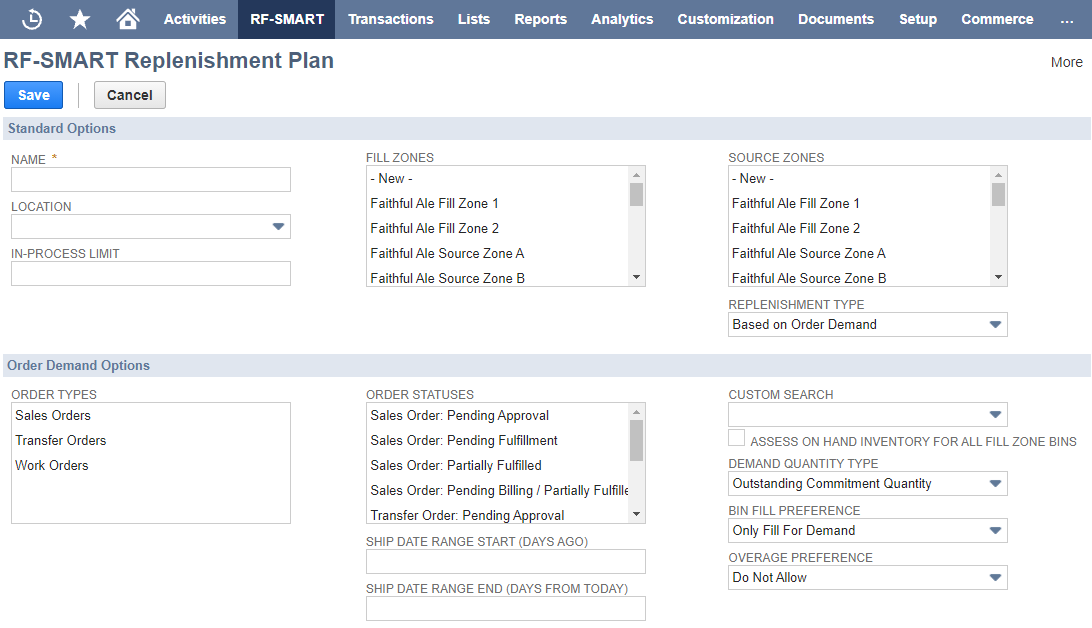 Activities RF-SMART Transactions Lists Reports Analytics Customization Documents Setup Commerce ...
RF-SMART Replenishment Plan
More
Save Cancel
Standard Options
NAME *
LOCATION
IN-PROCESS LIMIT
FILL ZONES
- New -
Faithful Ale Fill Zone 1
Faithful Ale Fill Zone 2
Faithful Ale Source Zone A
Faithful Ale Source Zone B
SOURCE ZONES
- New -
Faithful Ale Fill Zone 1
Faithful Ale Fill Zone 2
Faithful Ale Source Zone A
Faithful Ale Source Zone B
REPLENISHMENT TYPE
Based on Order Demand
Order Demand Options
ORDER TYPES
Sales Orders
Transfer Orders
Work Orders
ORDER STATUSES
Sales Order: Pending Approval
Sales Order: Pending Fulfillment
Sales Order: Partially Fulfilled
Sales Order: Pending Billing / Partially Fulfille
Transfer Order: Pending Approval
SHIP DATE RANGE START (DAYS AGO)
SHIP DATE RANGE END (DAYS FROM TODAY)
CUSTOM SEARCH
ASSESS ON HAND INVENTORY FOR ALL FILL ZONE BINS
DEMAND QUANTITY TYPE
Outstanding Commitment Quantity
BIN FILL PREFERENCE
Only Fill For Demand
OVERAGE PREFERENCE
Do Not Allow